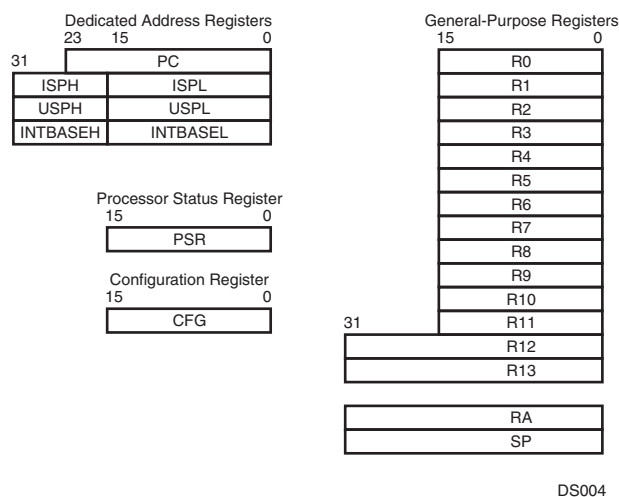 Dedicated Address Registers
23 15 0
31
PC
ISPH ISPL
USPH USPL
INTBASEH INTBASEL
Processor Status Register
15 0
PSR
Configuration Register
15 0
CFG
General-Purpose Registers
15 0
R0
R1
R2
R3
R4
R5
R6
R7
R8
R9
R10
31 R11
R12
R13
RA
SP
DS004